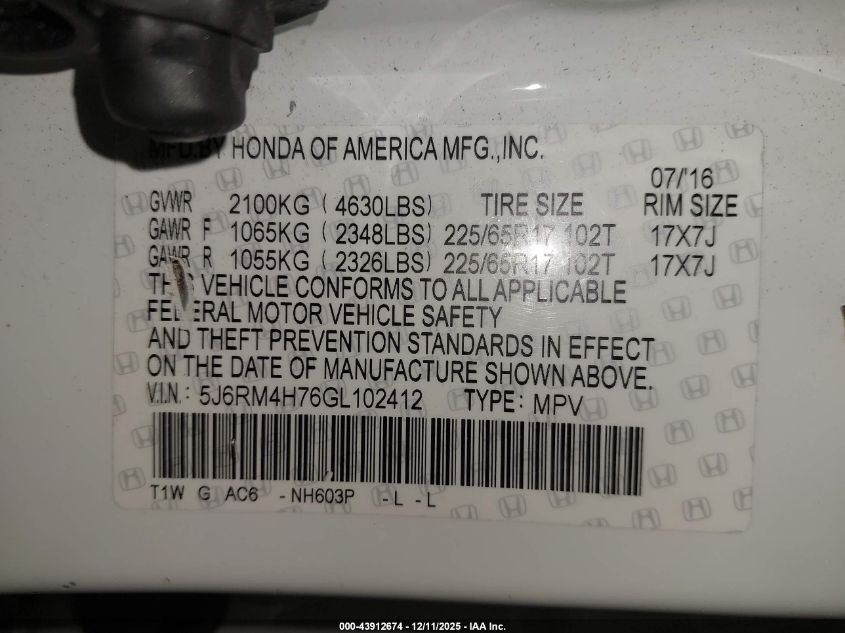 MFD.BY HONDA OF AMERICA MFG.,INC.
07/'16
GVWR 2100KG ( 4630LBS) TIRE SIZE RIM SIZE
GAWR F 1065KG ( 2348LBS) 225/65R17 102T 17X7J
GAWR R 1055KG ( 2326LBS) 225/65R17 102T 17X7J
THIS VEHICLE CONFORMS TO ALL APPLICABLE
FEDERAL MOTOR VEHICLE SAFETY
AND THEFT PREVENTION STANDARDS IN EFFECT
ON THE DATE OF MANUFACTURE SHOWN ABOVE.
V.I.N.: 5J6RM4H76GL102412 TYPE: MPV
T1W G AC6 -NH603P -L -L
000-43912674 - 12/11/2025 - IAA Inc.